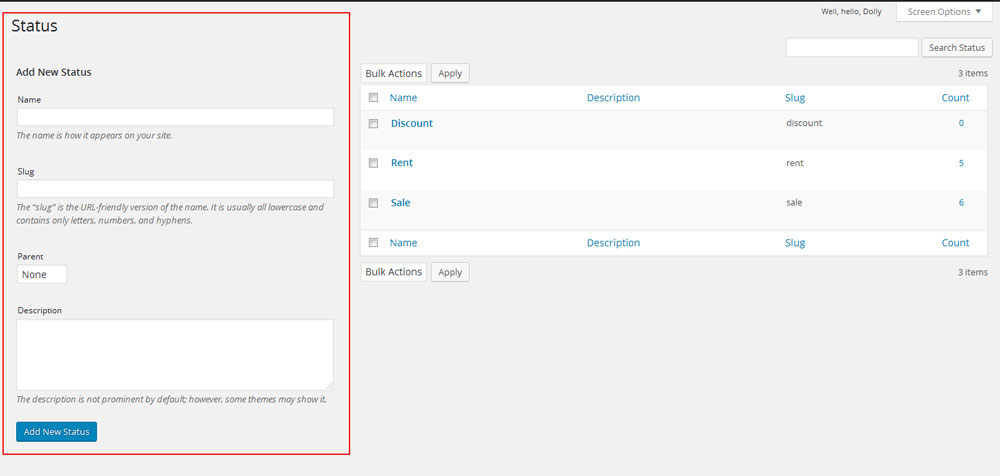 Well, hello, Dolly
Screen Options
Status
Search Status
Add New Status
Name
The name is how it appears on your site.
Slug
The “slug” is the URL-friendly version of the name. It is usually all lowercase and
contains only letters, numbers, and hyphens.
Parent
None
Description
The description is not prominent by default; however, some themes may show it.
Add New Status
Bulk Actions Apply 3 items
Name Description Slug Count
Discount discount 0
Rent rent 5
Sale sale 6
Name Description Slug Count
Bulk Actions Apply 3 items